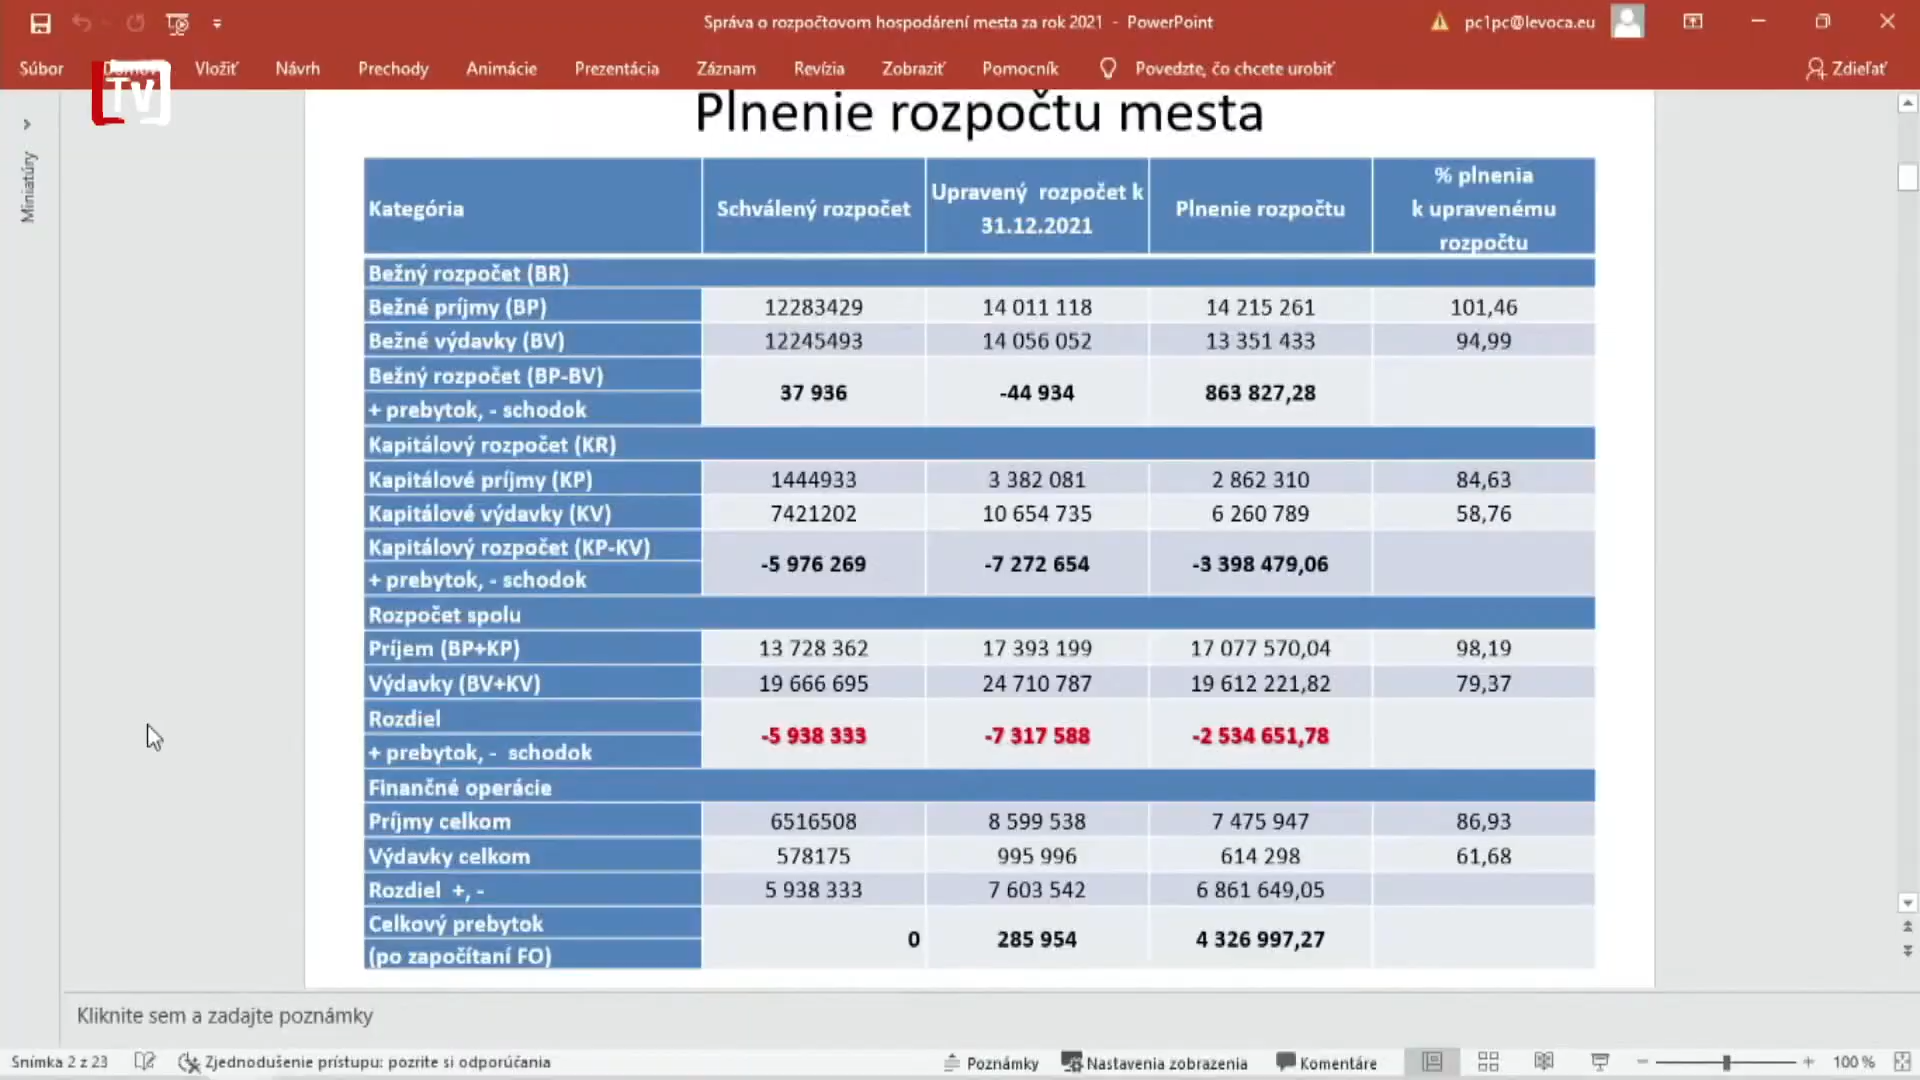 Správa o rozpočtovom hospodárení mesta za rok 2021 - PowerPoint
pc1pc@levoca.eu
Súbor Domov Vložiť Návrh Prechody Animácie Prezentácia Záznam Revízia Zobraziť Pomocník Povedzte, čo chcete urobiť Zdieľať
Tv
Miniatúry
Plnenie rozpočtu mesta
Kategória Schválený rozpočet Upravený rozpočet k 31.12.2021 Plnenie rozpočtu % plnenia k upravenému rozpočtu
Bežný rozpočet (BR)
Bežné príjmy (BP) 12283429 14 011 118 14 215 261 101,46
Bežné výdavky (BV) 12245493 14 056 052 13 351 433 94,99
Bežný rozpočet (BP-BV)
+ prebytok, - schodok 37 936 -44 934 863 827,28
Kapitálový rozpočet (KR)
Kapitálové príjmy (KP) 1444933 3 382 081 2 862 310 84,63
Kapitálové výdavky (KV) 7421202 10 654 735 6 260 789 58,76
Kapitálový rozpočet (KP-KV)
+ prebytok, - schodok -5 976 269 -7 272 654 -3 398 479,06
Rozpočet spolu
Príjem (BP+KP) 13 728 362 17 393 199 17 077 570,04 98,19
Výdavky (BV+KV) 19 666 695 24 710 787 19 612 221,82 79,37
Rozdiel
+ prebytok, - schodok -5 938 333 -7 317 588 -2 534 651,78
Finančné operácie
Príjmy celkom 6516508 8 599 538 7 475 947 86,93
Výdavky celkom 578175 995 996 614 298 61,68
Rozdiel +, - 5 938 333 7 603 542 6 861 649,05
Celkový prebytok
(po započítaní FO) 0 285 954 4 326 997,27
Kliknite sem a zadajte poznámky
Snímka 2 z 23 Zjednodušenie prístupu: pozrite si odporúčania Poznámky Nastavenia zobrazenia Komentáre 100 %